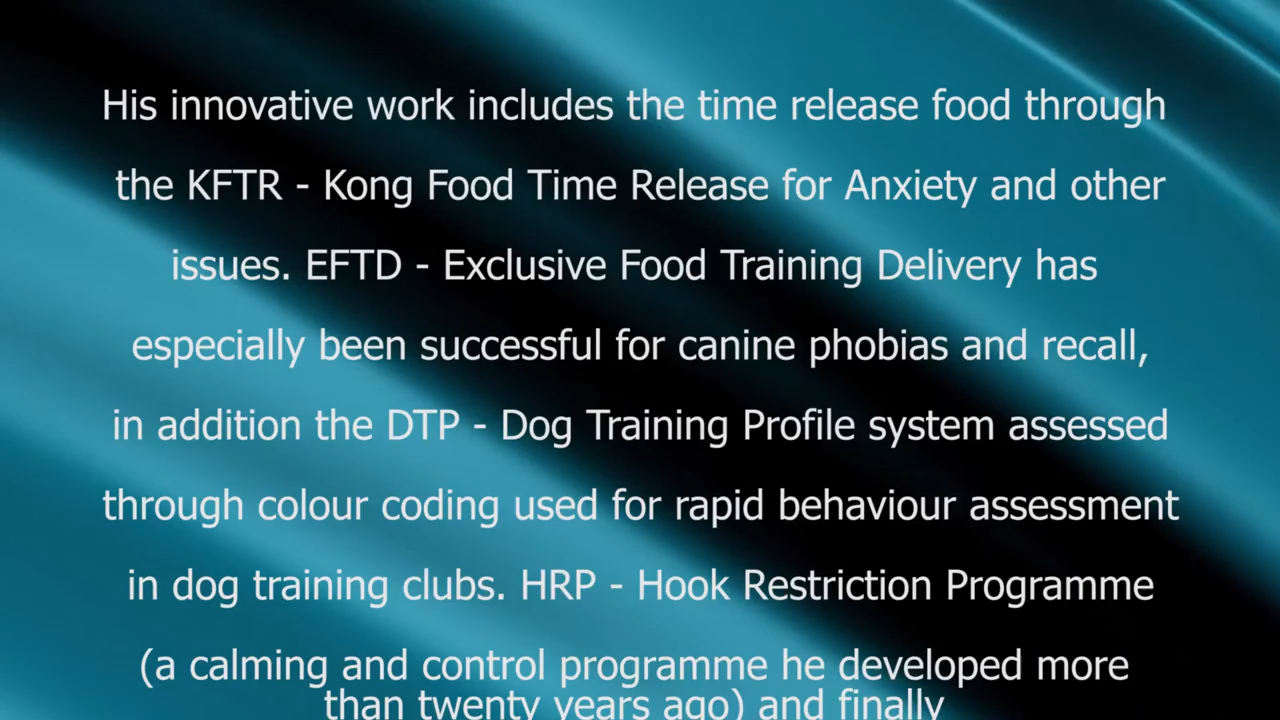 His innovative work includes the time release food through
the KFTR - Kong Food Time Release for Anxiety and other
issues. EFTD - Exclusive Food Training Delivery has
especially been successful for canine phobias and recall,
in addition the DTP - Dog Training Profile system assessed
through colour coding used for rapid behaviour assessment
in dog training clubs. HRP - Hook Restriction Programme
(a calming and control programme he developed more
than twenty years ago) and finally